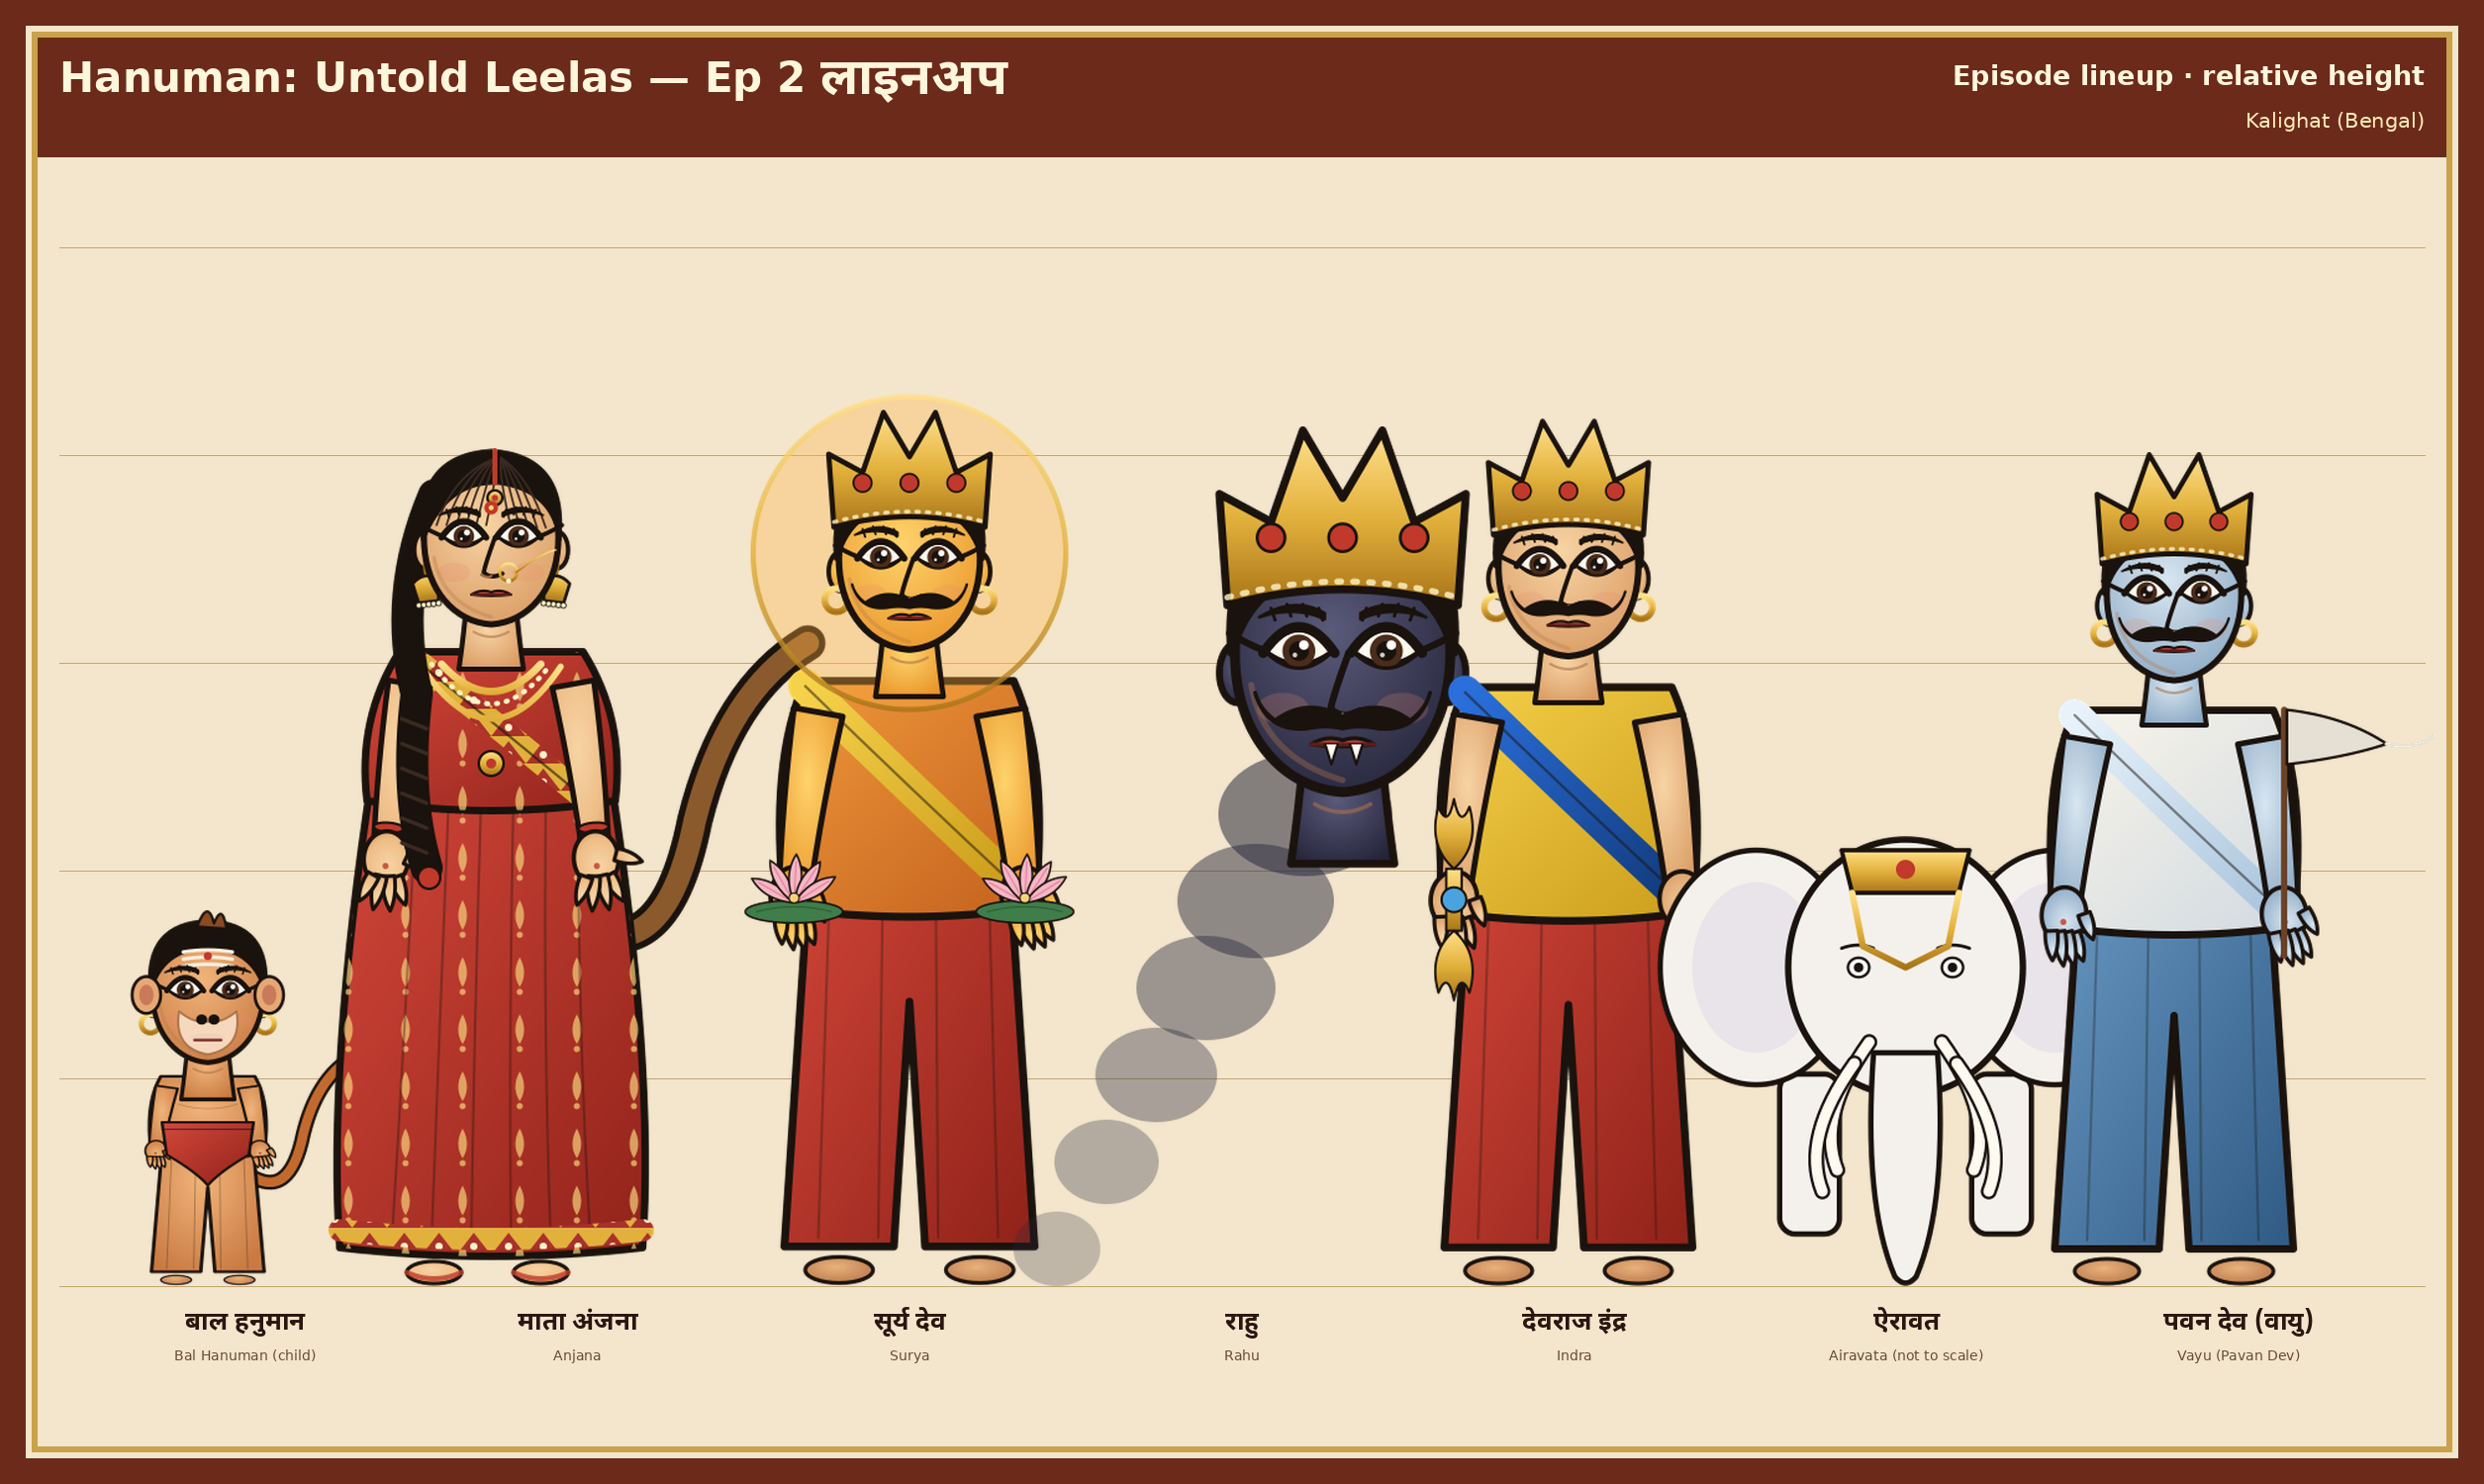 Hanuman: Untold Leelas — Ep 2 लाइनअप
Episode lineup · relative height
Kalighat (Bengal)
बाल हनुमान
Bal Hanuman (child)
माता अंजना
Anjana
सूर्य देव
Surya
राहु
Rahu
देवराज इंद्र
Indra
ऐरावत
Airavata (not to scale)
पवन देव (वायु)
Vayu (Pavan Dev)